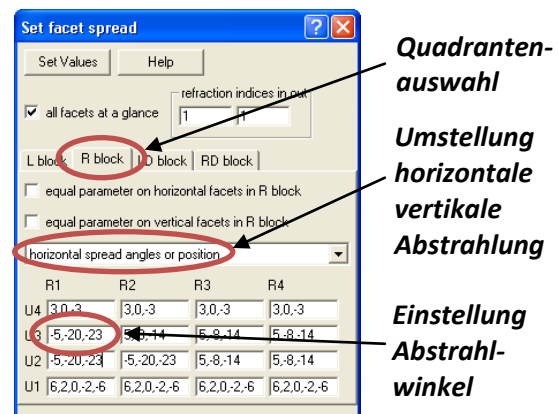 Set facet spread
Set Values Help
refraction indices in out
all facets at a glance 1 1
L block R block LD block RD block
equal parameter on horizontal facets in R block
equal parameter on vertical facets in R block
horizontal spread angles or position
R1 R2 R3 R4
U4 3,0,-3 3,0,-3 3,0,-3 3,0,-3
U3 -5,-20,-23 5,-8,-14 5,-8,-14
U2 -5,-20,-23 -5,-20,-23 5,-8,-14 5,-8,-14
U1 6,2,0,-2,-6 6,2,0,-2,-6 6,2,0,-2,-6 6,2,0,-2,-6
Quadranten-
auswahl
Umstellung
horizontale
vertikale
Abstrahlung
Einstellung
Abstrahl-
winkel